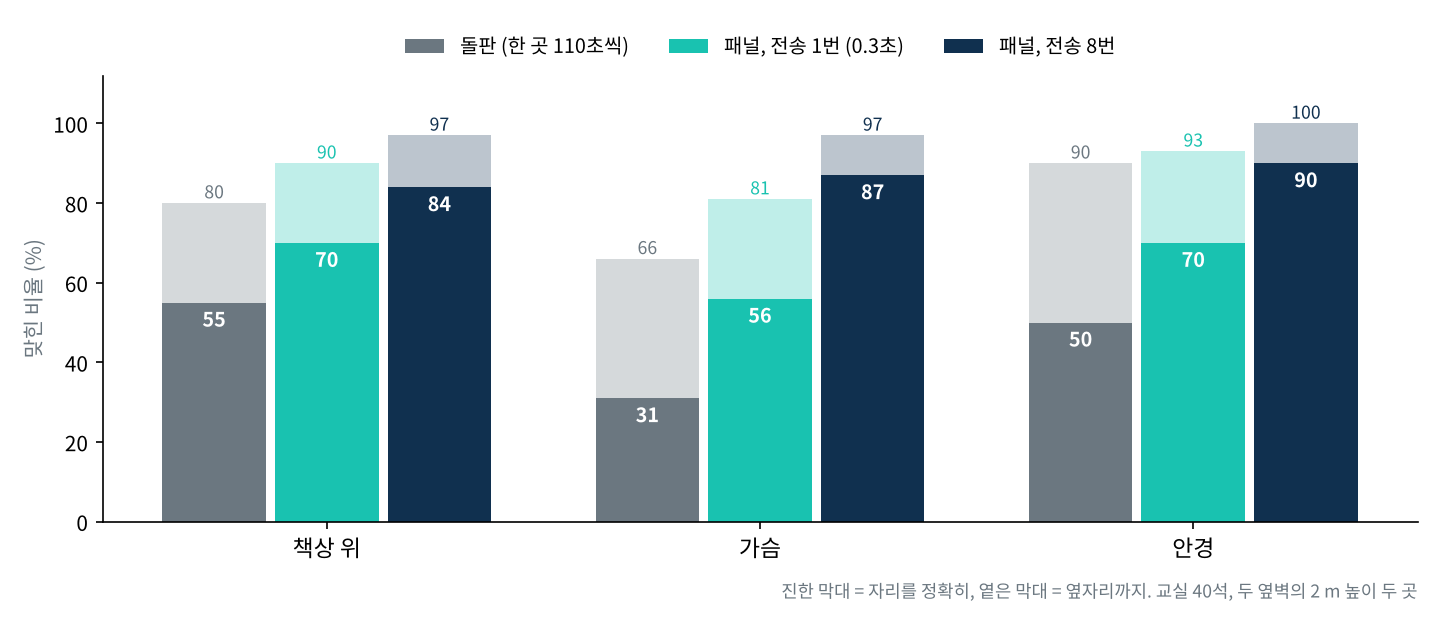 돌판 (한 곳 110초씩) 패널, 전송 1번 (0.3초) 패널, 전송 8번
맞힌 비율 (%)
100
80
60
40
20
0
80 90 97
55 70 84
66 81 97
31 56 87
90 93 100
50 70 90
책상 위 가슴 안경
진한 막대 = 자리를 정확히, 옅은 막대 = 옆자리까지. 교실 40석, 두 옆벽의 2 m 높이 두 곳